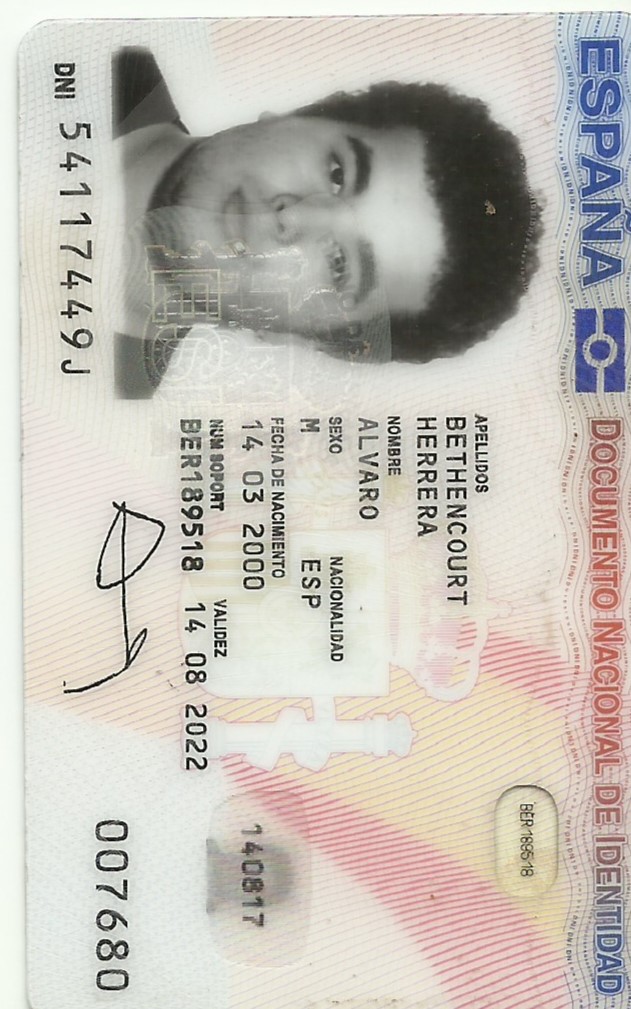 ESPAÑA
DOCUMENTO NACIONAL DE IDENTIDAD
APELLIDOS
BETHENCOURT
HERRERA
NOMBRE
ALVARO
SEXO NACIONALIDAD
M ESP
FECHA DE NACIMIENTO
14 03 2000
NUM SOPORT VALIDEZ
BER189518 14 08 2022
BER189518
140817
DNI 54117449J
007680